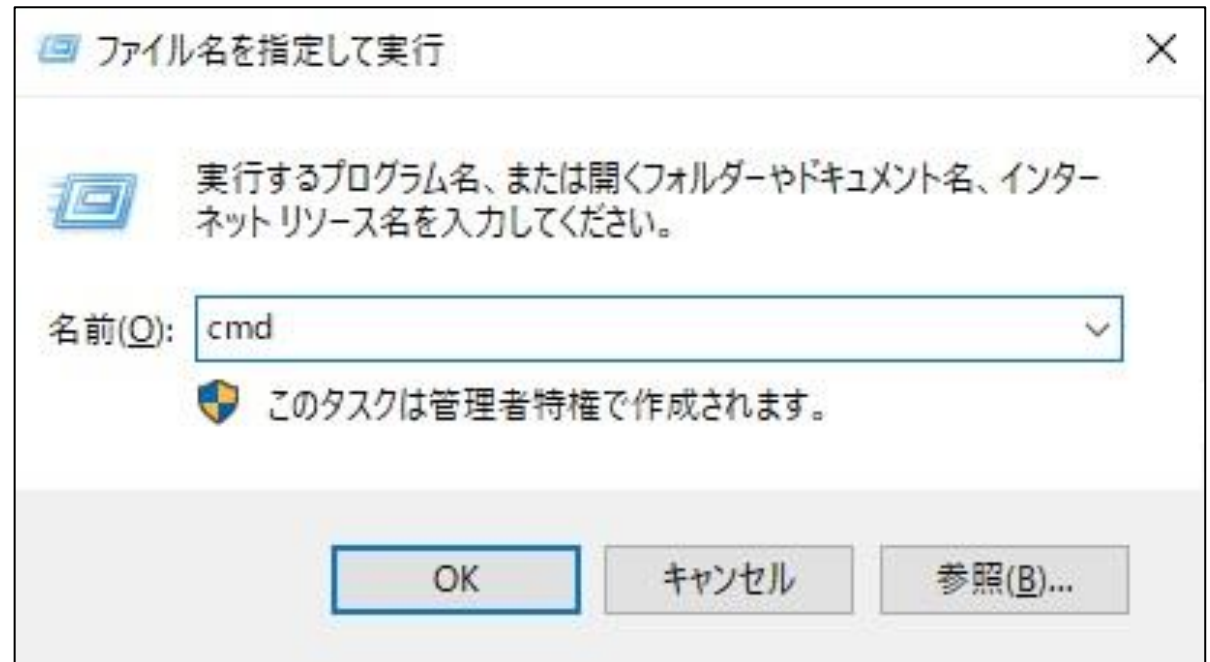 ファイル名を指定して実行
実行するプログラム名、または開くフォルダーやドキュメント名、インター
ネット リソース名を入力してください。
名前(O): cmd
このタスクは管理者特権で作成されます。
OK キャンセル 参照(B)...